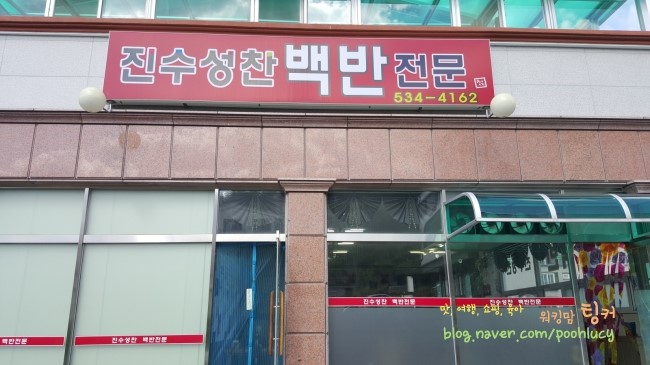 진수성찬 백반 전문
534-4162
진수성찬 백반전문
진수성찬 백반전문
백반전문
진수성찬 백반전문
맛, 여행, 쇼핑, 육아 워킹맘 팅커
blog.naver.com/poohlucy